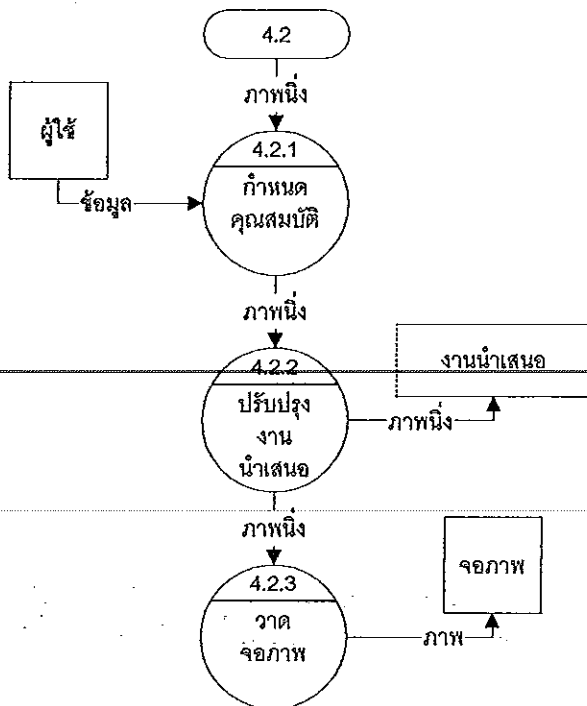 4.2
ภาพนิ่ง
ผู้ใช้
4.2.1
กำหนด
คุณสมบัติ
ข้อมูล
ภาพนิ่ง
งานนำเสนอ
4.2.2
ปรับปรุง
งาน
นำเสนอ
ภาพนิ่ง
ภาพนิ่ง
จอภาพ
4.2.3
วาด
จอภาพ
ภาพ